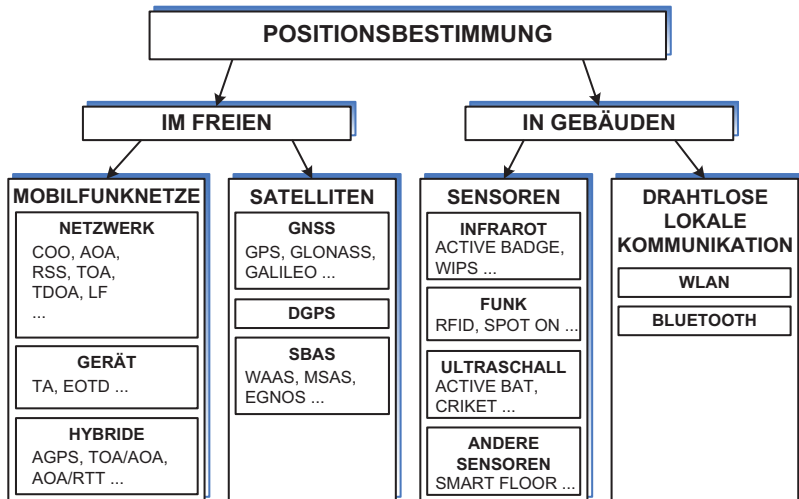 POSITIONSBESTIMMUNG
IM FREIEN
IN GEBÄUDEN
MOBILFUNKNETZE
NETZWERK
COO, AOA,
RSS, TOA,
TDOA, LF
...
GERÄT
TA, EOTD ...
HYBRIDE
AGPS, TOA/AOA,
AOA/RTT ...
SATELLITEN
GNSS
GPS, GLONASS,
GALILEO ...
DGPS
SBAS
WAAS, MSAS,
EGNOS ...
SENSOREN
INFRAROT
ACTIVE BADGE,
WIPS ...
FUNK
RFID, SPOT ON ...
ULTRASCHALL
ACTIVE BAT,
CRIKET ...
ANDERE
SENSOREN
SMART FLOOR ...
DRAHTLOSE
LOKALE
KOMMUNIKATION
WLAN
BLUETOOTH